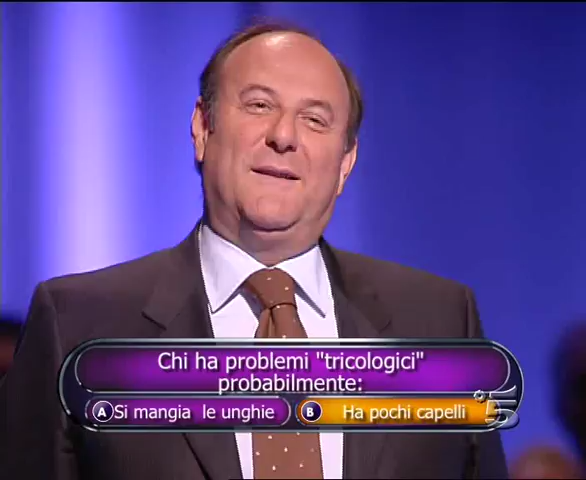 Chi ha problemi "tricologici"
probabilmente:
A Si mangia le unghie
B Ha pochi capelli
5